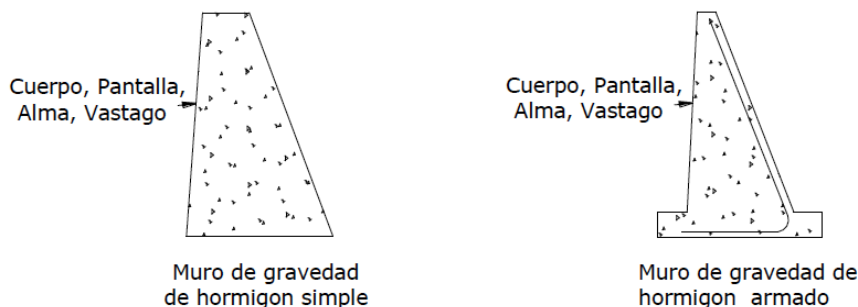 Cuerpo, Pantalla,
Alma, Vastago
Muro de gravedad
de hormigon simple
Cuerpo, Pantalla,
Alma, Vastago
Muro de gravedad de
hormigon armado